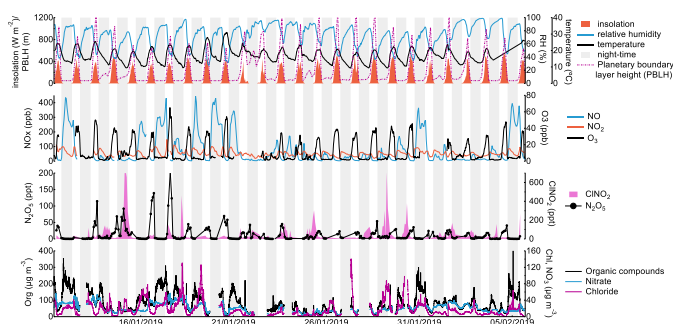 insolation (W m⁻²)/
PBLH (m)
1200
800
400
0
100
80
60
40
20
0
RH (%)
40
30
20
10
0
temperature (°C)
insolation
relative humidity
temperature
night-time
Planetary boundary
layer height (PBLH)
NOx (ppb)
400
300
200
100
0
80
60
40
20
0
O3 (ppb)
NO
NO₂
O₃
N₂O₅ (ppt)
200
150
100
50
0
600
400
200
0
ClNO₂ (ppt)
ClNO₂
N₂O₅
Org (µg m⁻³)
400
300
200
100
0
160
120
80
40
0
Chl, NO₃ (µg m⁻³)
Organic compounds
Nitrate
Chloride
16/01/2019
21/01/2019
26/01/2019
31/01/2019
05/02/2019